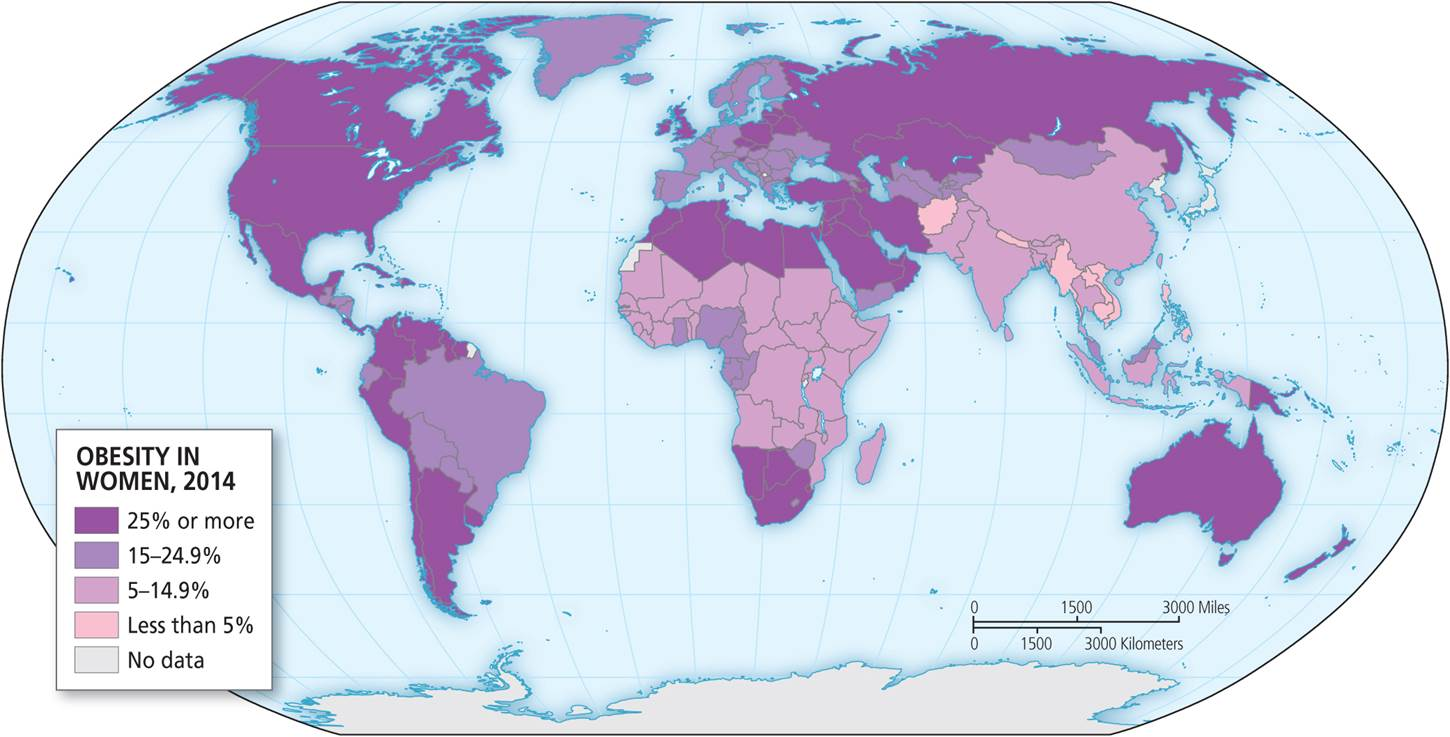 OBESITY IN
WOMEN, 2014
25% or more
15–24.9%
5–14.9%
Less than 5%
No data
0 1500 3000 Miles
0 1500 3000 Kilometers